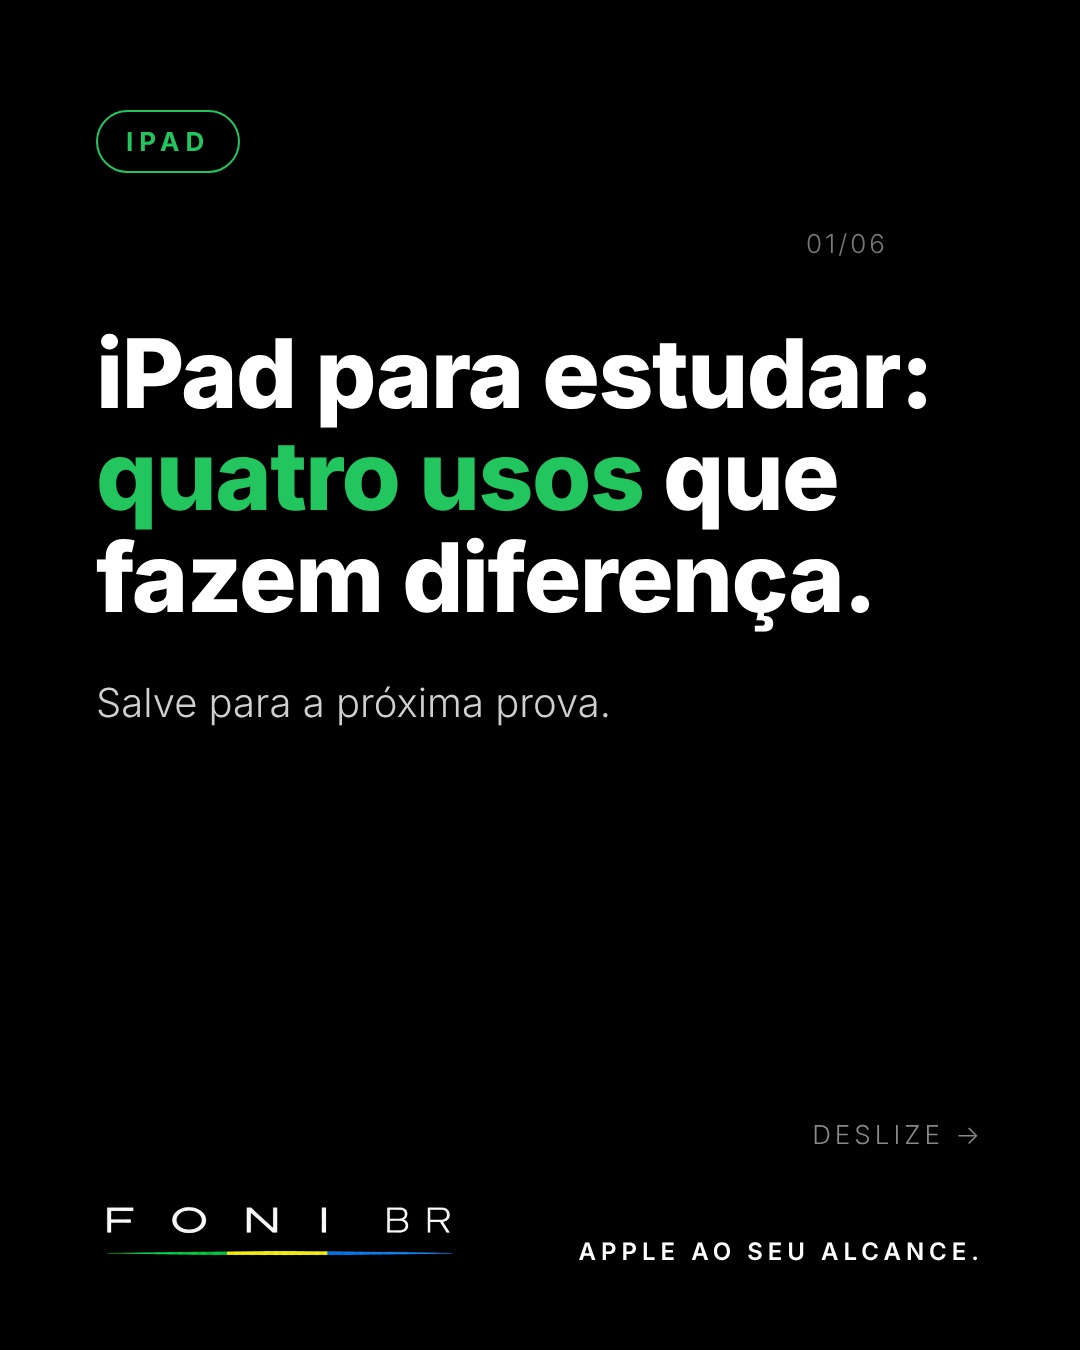 IPAD
01/06
iPad para estudar:
quatro usos que
fazem diferença.
Salve para a próxima prova.
DESLIZE →
FONI BR
APPLE AO SEU ALCANCE.